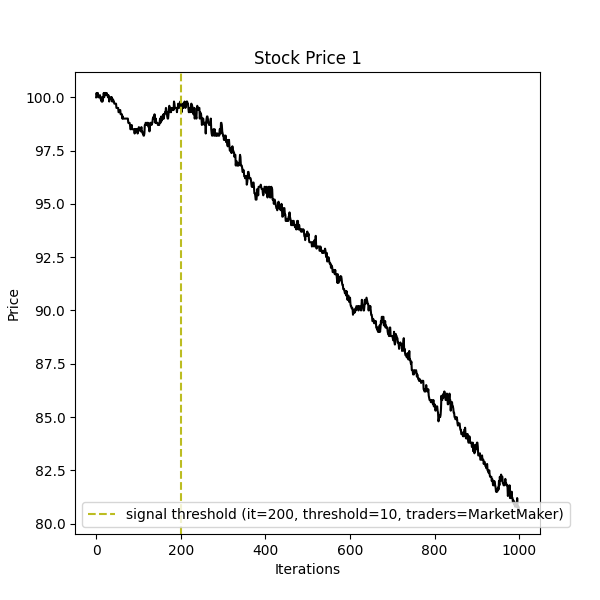 Stock Price 1
100.0
97.5
95.0
92.5
90.0
87.5
85.0
82.5
80.0
Price
signal threshold (it=200, threshold=10, traders=MarketMaker)
0 200 400 600 800 1000
Iterations